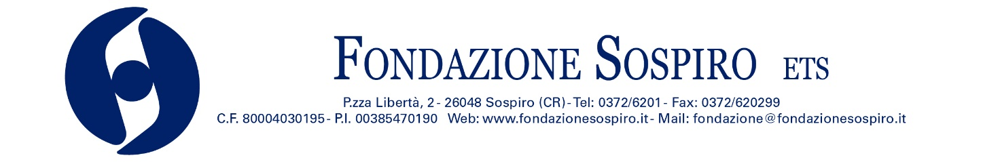 FONDAZIONE SOSPIRO ETS
P.zza Libertà, 2 - 26048 Sospiro (CR) - Tel: 0372/6201 - Fax: 0372/620299
C.F. 80004030195 - P.I. 00385470190 Web: www.fondazionesospiro.it - Mail: fondazione@fondazionesospiro.it